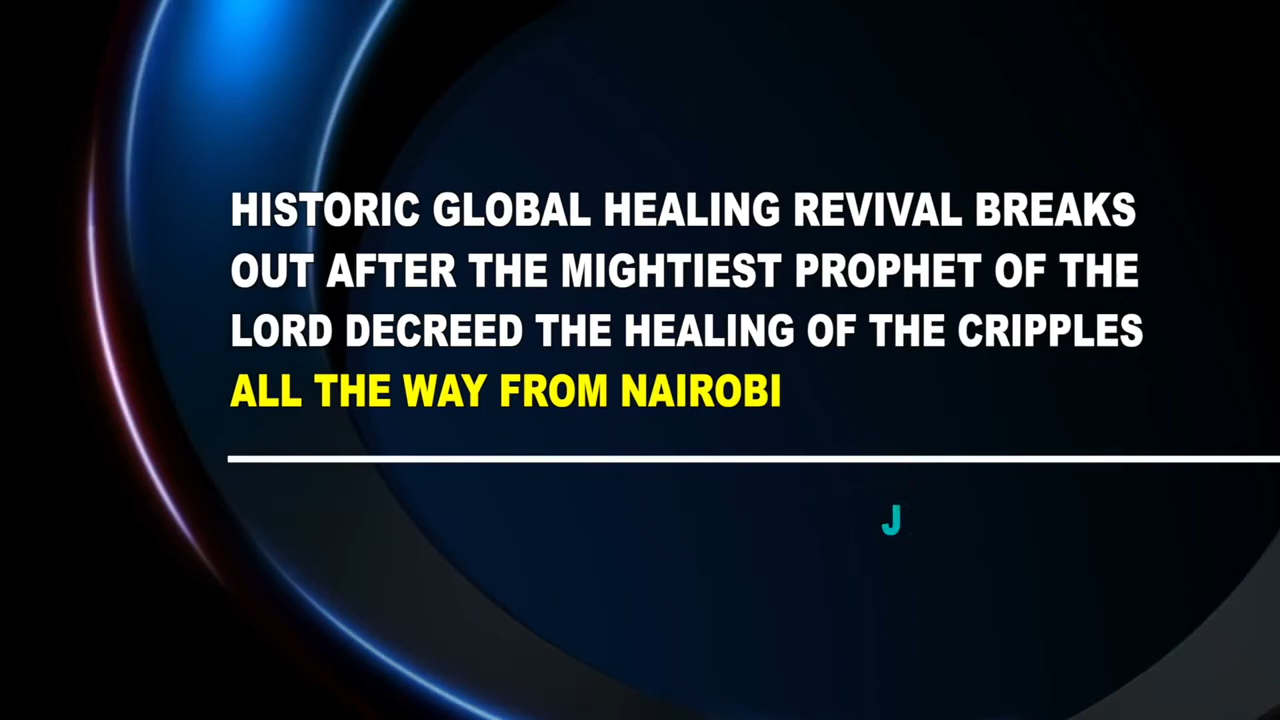 HISTORIC GLOBAL HEALING REVIVAL BREAKS
OUT AFTER THE MIGHTIEST PROPHET OF THE
LORD DECREED THE HEALING OF THE CRIPPLES
ALL THE WAY FROM NAIROBI
J